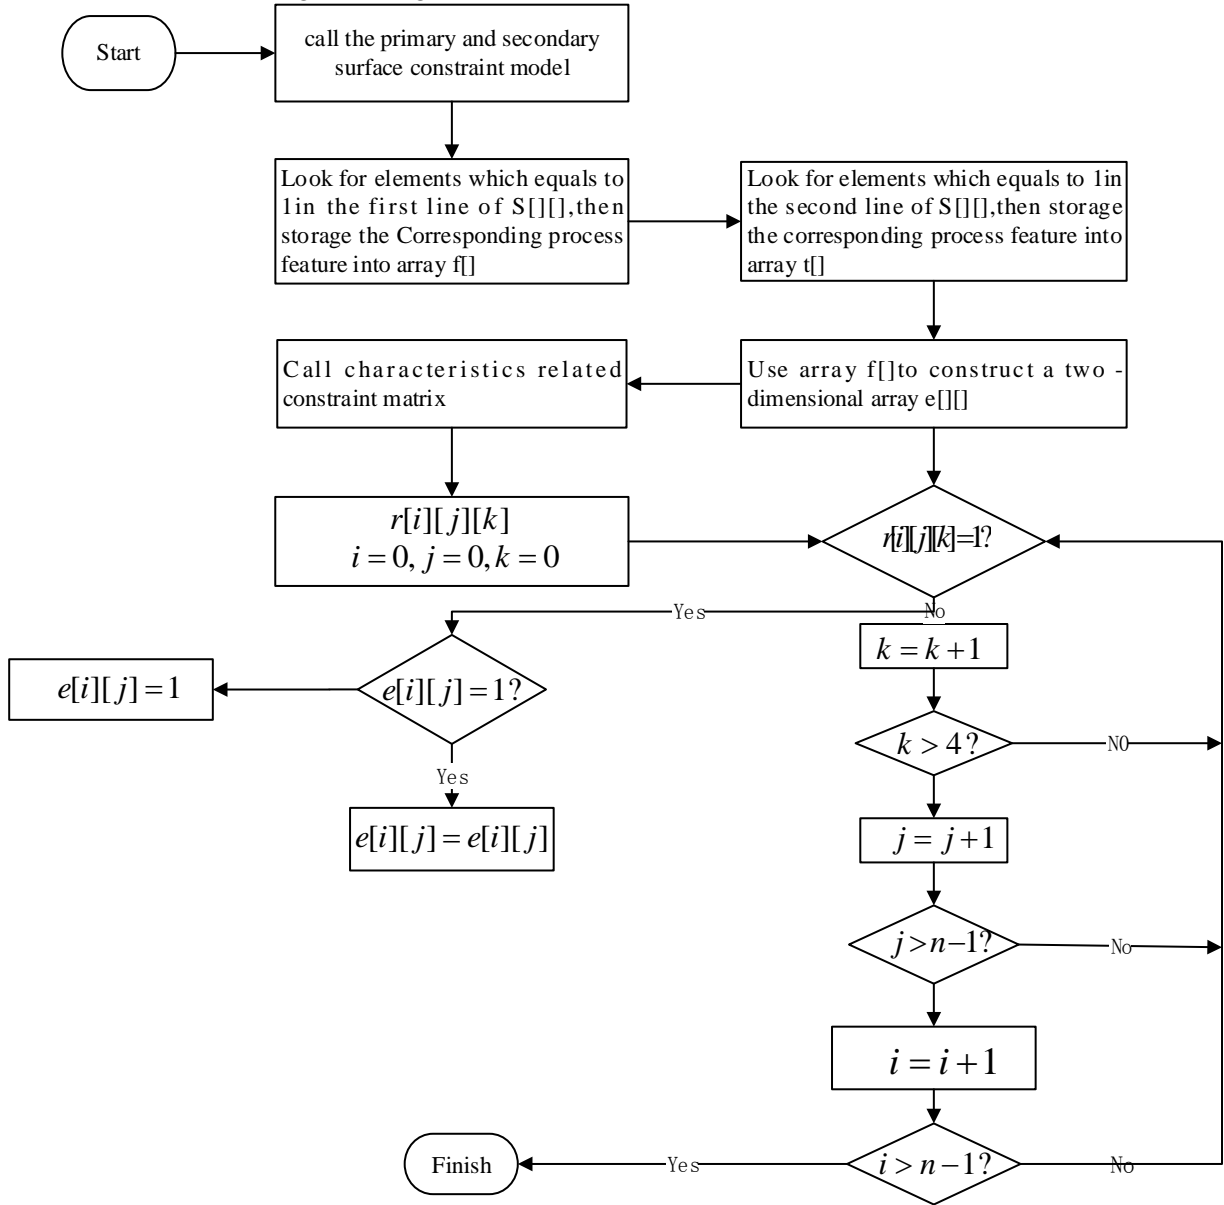 Start
call the primary and secondary
surface constraint model
Look for elements which equals to
1in the first line of S[][],then
storage the Corresponding process
feature into array f[]
Look for elements which equals to 1in
the second line of S[][],then storage
the corresponding process feature into
array t[]
Call characteristics related
constraint matrix
Use array f[]to construct a two -
dimensional array e[][]
r[i][j][k]
i=0, j=0,k=0
r[i][j][k]=1?
Yes
No
k=k+1
e[i][j]=1
e[i][j]=1?
k>4?
NO
Yes
e[i][j]=e[i][j]
j=j+1
j>n-1?
No
i=i+1
Finish
Yes
i>n-1?
No